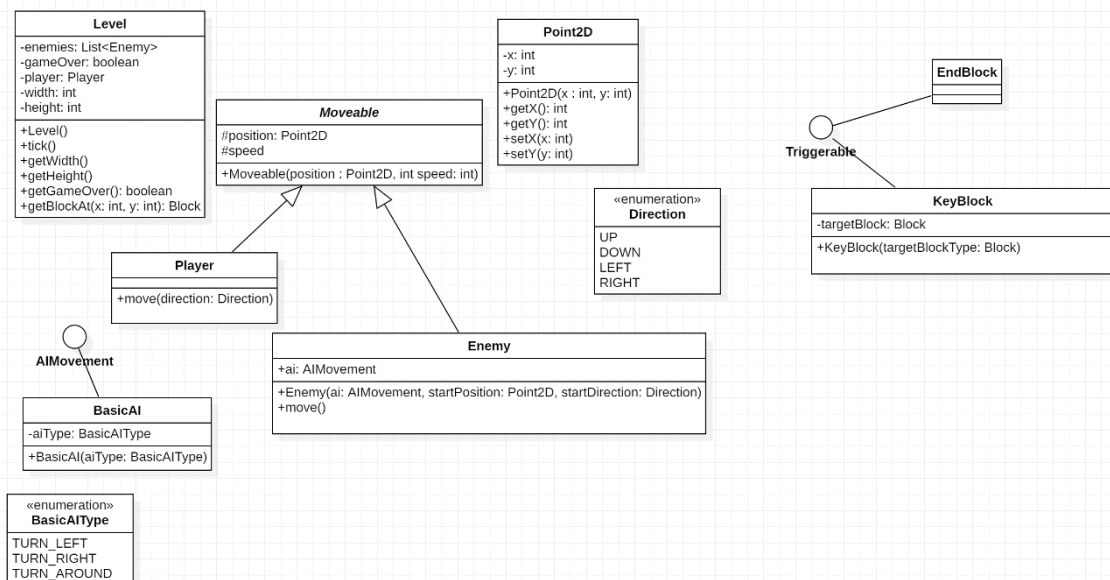 Level
-enemies: List<Enemy>
-gameOver: boolean
-player: Player
-width: int
-height: int
+Level()
+tick()
+getWidth()
+getHeight()
+getGameOver(): boolean
+getBlockAt(x: int, y: int): Block
Moveable
#position: Point2D
#speed
+Moveable(position : Point2D, int speed: int)
Point2D
-x: int
-y: int
+Point2D(x : int, y: int)
+getX(): int
+getY(): int
+setX(x: int)
+setY(y: int)
EndBlock
Triggerable
KeyBlock
-targetBlock: Block
+KeyBlock(targetBlockType: Block)
«enumeration»
Direction
UP
DOWN
LEFT
RIGHT
Player
+move(direction: Direction)
AIMovement
Enemy
+ai: AIMovement
+Enemy(ai: AIMovement, startPosition: Point2D, startDirection: Direction)
+move()
BasicAI
-aiType: BasicAIType
+BasicAI(aiType: BasicAIType)
«enumeration»
BasicAIType
TURN_LEFT
TURN_RIGHT
TURN_AROUND